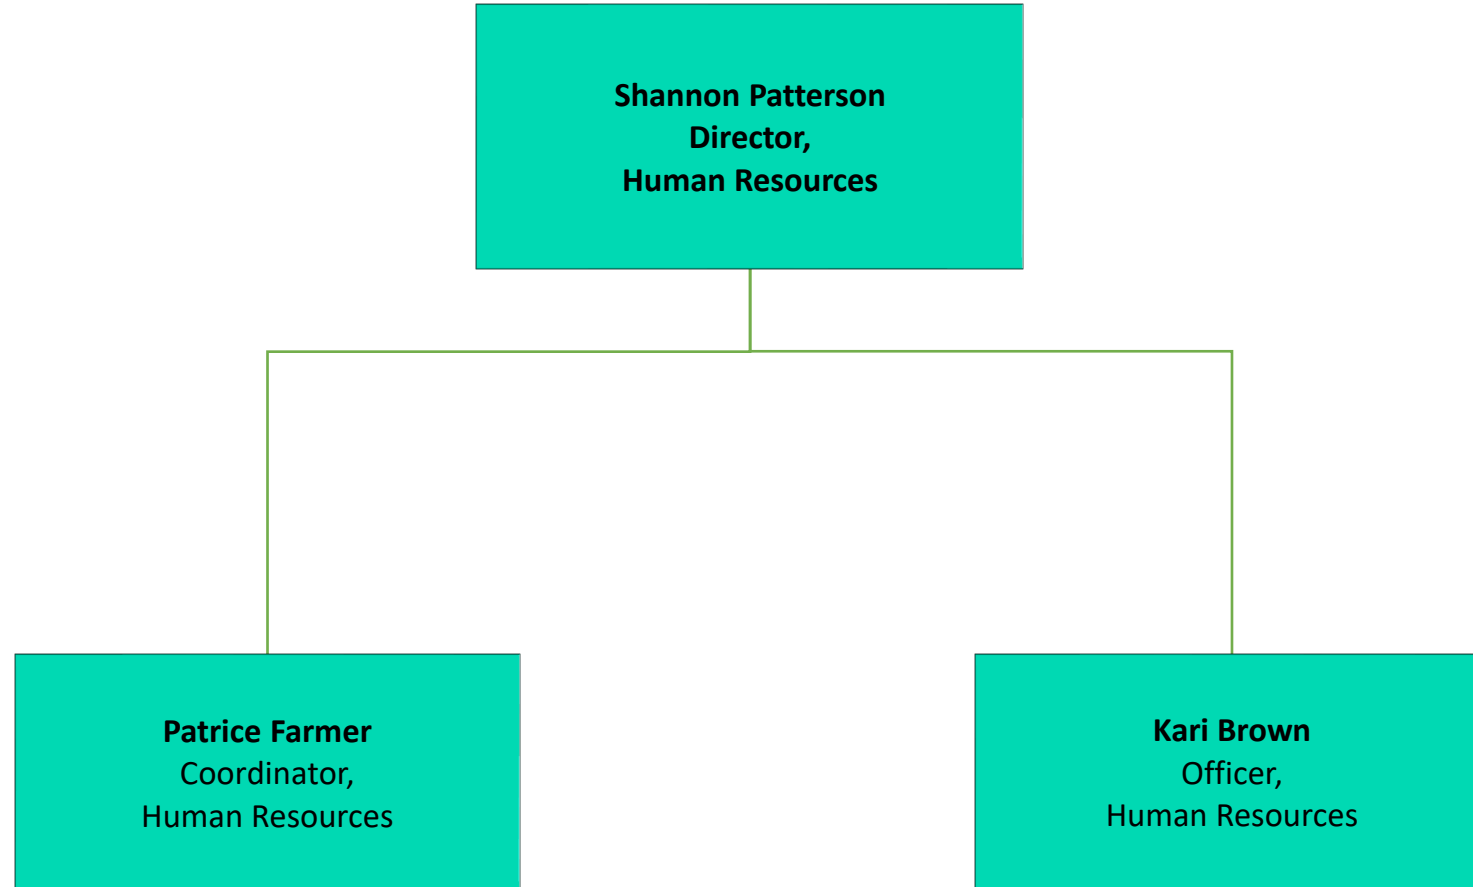 Shannon Patterson
Director,
Human Resources
Patrice Farmer
Coordinator,
Human Resources
Kari Brown
Officer,
Human Resources